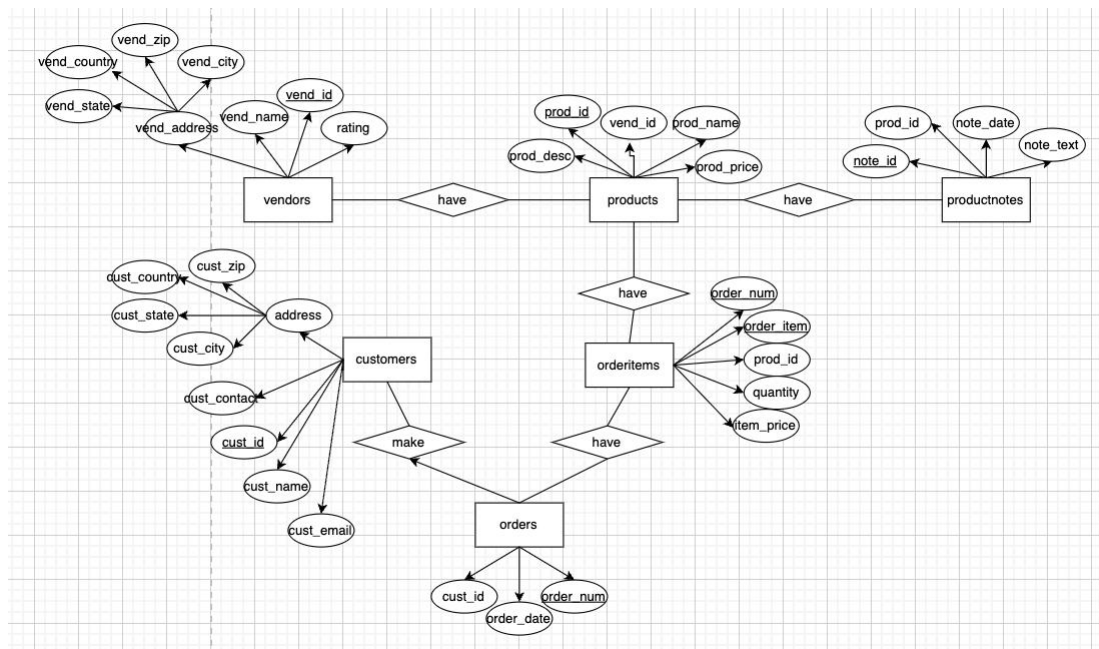 vend_zip
vend_country
vend_city
vend_state
vend_address
vend_name
vend_id
rating
vendors
have
prod_id
vend_id
prod_name
prod_desc
prod_price
products
have
prod_id
note_date
note_text
note_id
productnotes
cust_country
cust_zip
cust_state
address
cust_city
customers
cust_contact
cust_id
cust_name
cust_email
make
have
order_num
order_item
prod_id
quantity
item_price
orderitems
have
orders
cust_id
order_date
order_num